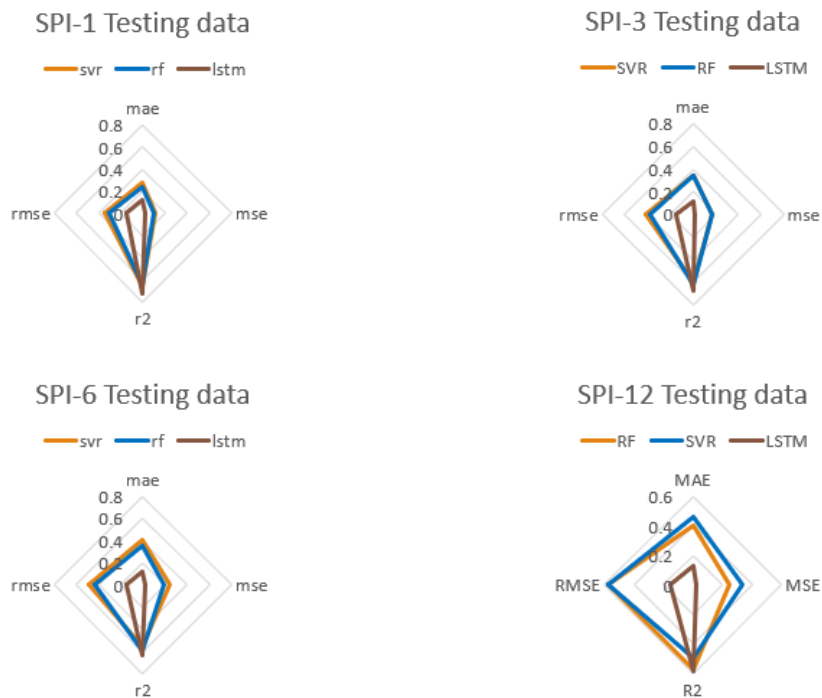 SPI-1 Testing data
svr rf lstm
mae
0.8
0.6
0.4
0.2
0
rmse
mse
r2
SPI-3 Testing data
SVR RF LSTM
mae
0.8
0.6
0.4
0.2
0
rmse
mse
r2
SPI-6 Testing data
svr rf lstm
mae
0.8
0.6
0.4
0.2
0
rmse
mse
r2
SPI-12 Testing data
RF SVR LSTM
MAE
0.6
0.4
0.2
0
RMSE
MSE
R2